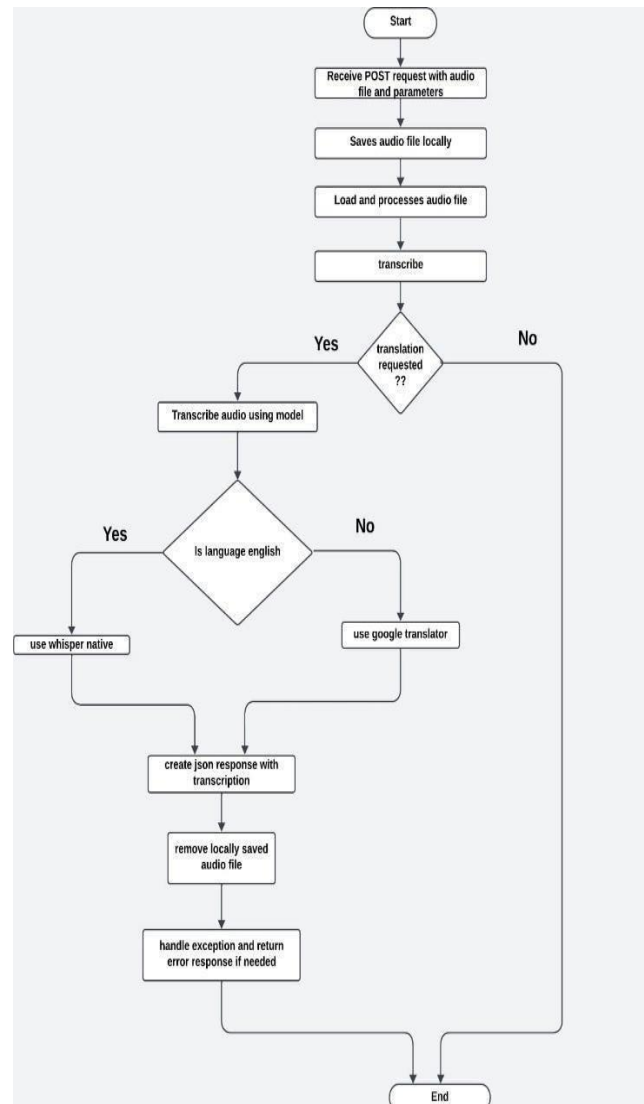 Start
Receive POST request with audio
file and parameters
Saves audio file locally
Load and processes audio file
transcribe
translation
requested
??
Yes
No
Transcribe audio using model
Is language english
Yes
No
use whisper native
use google translator
create json response with
transcription
remove locally saved
audio file
handle exception and return
error response if needed
End